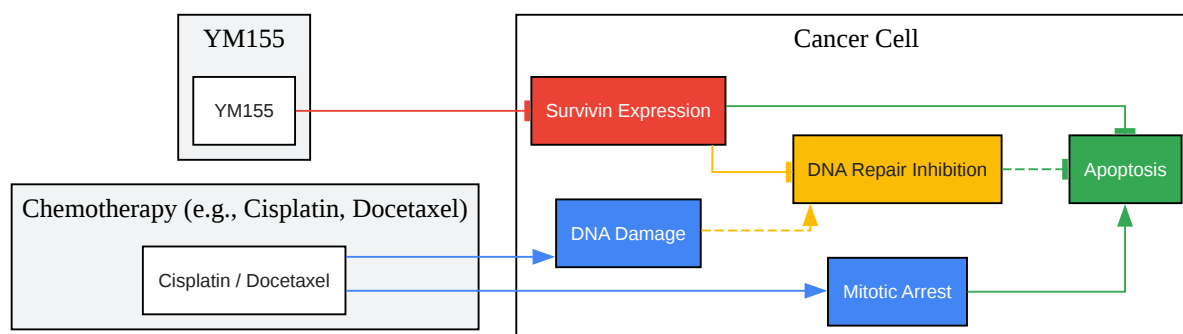 YM155
YM155
Chemotherapy (e.g., Cisplatin, Docetaxel)
Cisplatin / Docetaxel
Cancer Cell
Survivin Expression
DNA Repair Inhibition
Apoptosis
DNA Damage
Mitotic Arrest